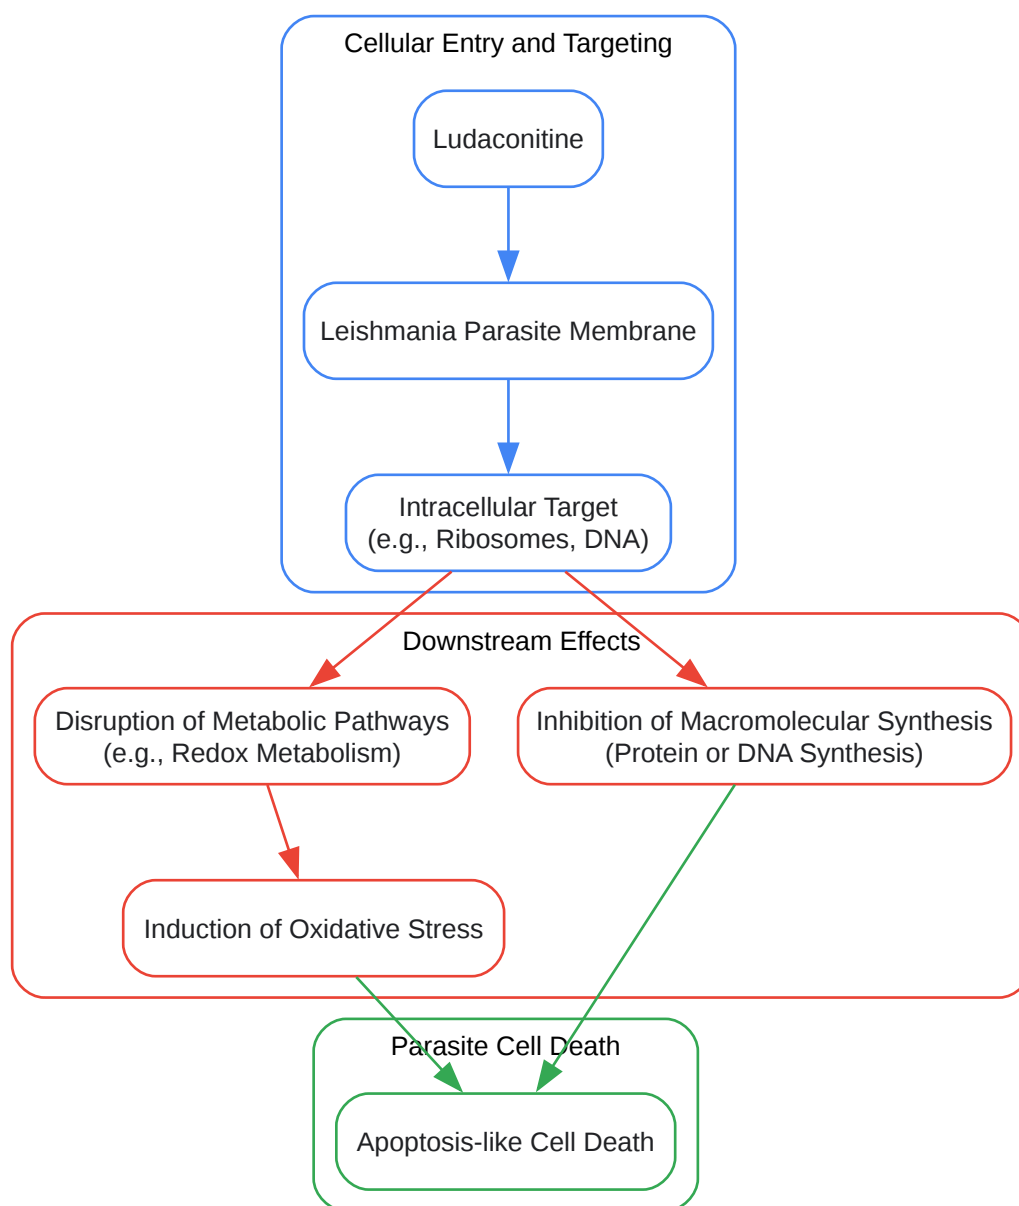 Cellular Entry and Targeting
Ludaconitine
Leishmania Parasite Membrane
Intracellular Target
(e.g., Ribosomes, DNA)
Downstream Effects
Disruption of Metabolic Pathways
(e.g., Redox Metabolism)
Inhibition of Macromolecular Synthesis
(Protein or DNA Synthesis)
Induction of Oxidative Stress
Parasite Cell Death
Apoptosis-like Cell Death